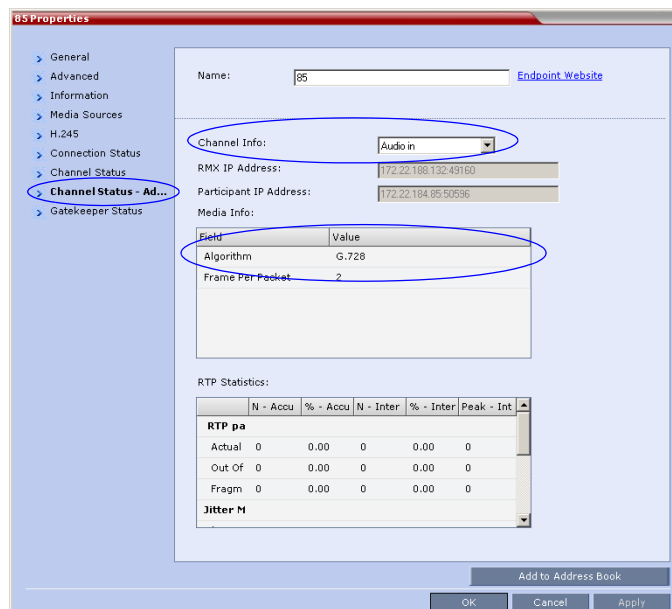 85 Properties
General
Advanced
Information
Media Sources
H.245
Connection Status
Channel Status
Channel Status - Ad...
Gatekeeper Status
Name: 85 Endpoint Website
Channel Info: Audio in
RMX IP Address: 172.22.188.132:49160
Participant IP Address: 172.22.184.85:50596
Media Info:
Field Value
Algorithm G.728
Frame Per Packet 2
RTP Statistics:
N - Accu % - Accu N - Inter % - Inter Peak - Int
RTP pa
Actual 0 0.00 0 0.00 0
Out Of 0 0.00 0 0.00 0
Fragm 0 0.00 0 0.00 0
Jitter M
Add to Address Book
OK Cancel Apply